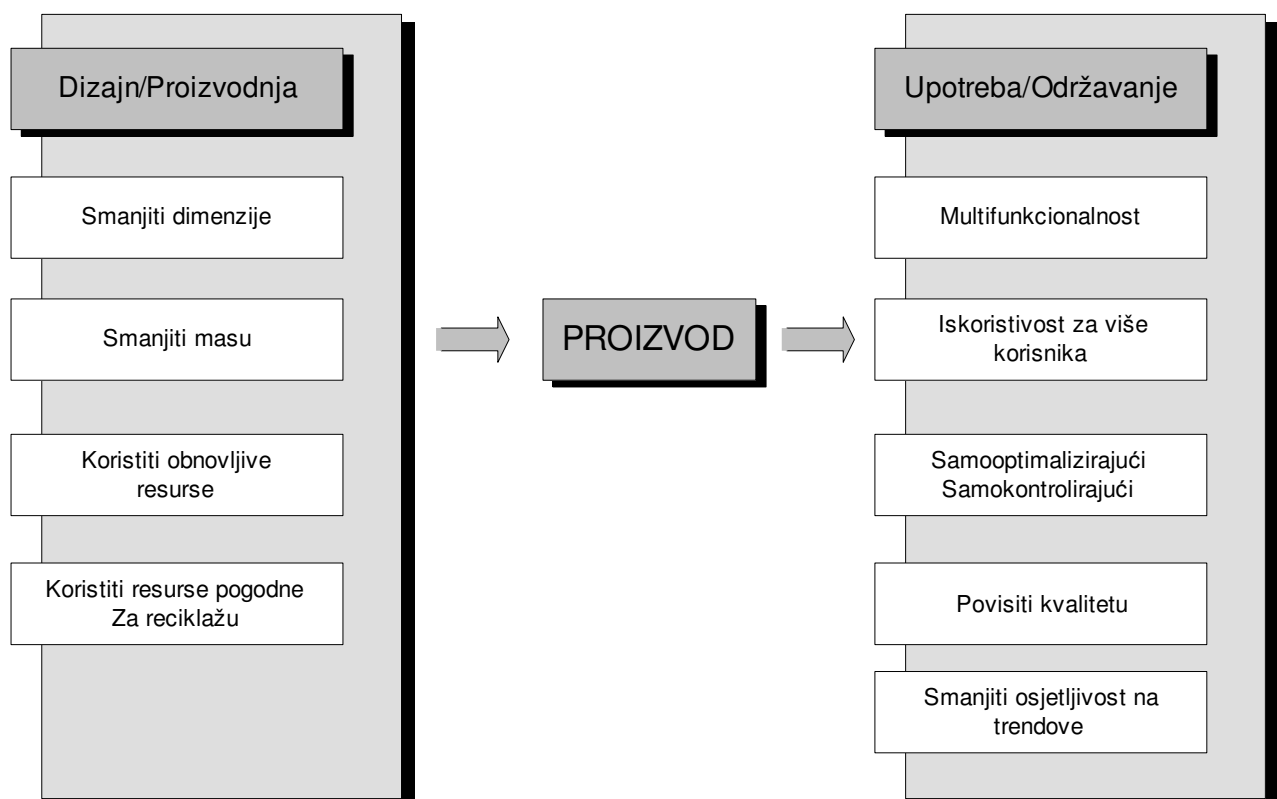 Dizajn/Proizvodnja
Smanjiti dimenzije
Smanjiti masu
Koristiti obnovljive
resurse
Koristiti resurse pogodne
Za reciklažu
PROIZVOD
Upotreba/Održavanje
Multifunkcionalnost
Iskoristivost za više
korisnika
Samooptimalizirajući
Samokontrolirajući
Povisiti kvalitetu
Smanjiti osjetljivost na
trendove